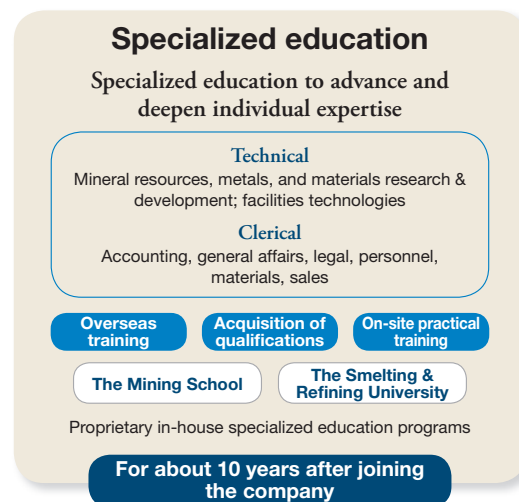 Specialized education
Specialized education to advance and
deepen individual expertise
Technical
Mineral resources, metals, and materials research &
development; facilities technologies
Clerical
Accounting, general affairs, legal, personnel,
materials, sales
Overseas
training
Acquisition of
qualifications
On-site practical
training
The Mining School
The Smelting &
Refining University
Proprietary in-house specialized education programs
For about 10 years after joining
the company